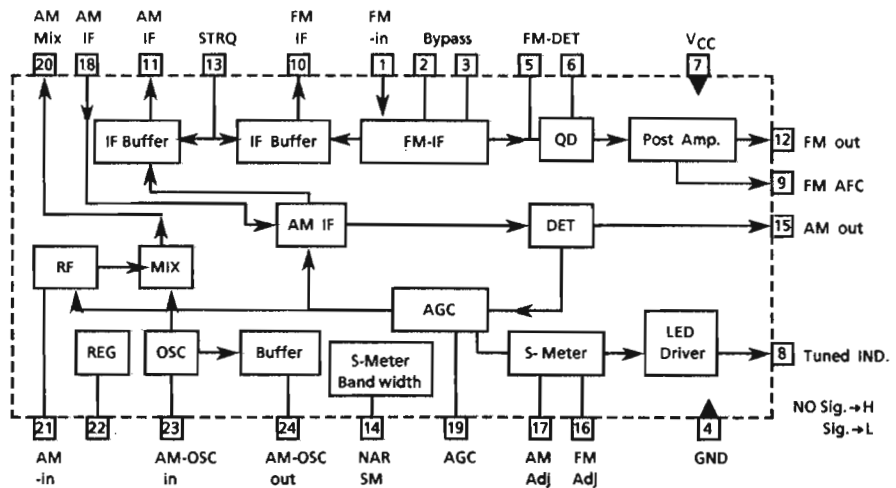 AM AM AM FM FM
Mix IF IF STRQ IF -in Bypass FM-DET VCC
20 18 11 13 10 1 2 3 5 6 7
IF Buffer IF Buffer FM-IF QD Post Amp. 12 FM out
9 FM AFC
AM IF DET 15 AM out
RF MIX
AGC
REG OSC Buffer S-Meter S- Meter LED 8 Tuned IND.
Band width Driver
NO Sig.→H
21 22 23 24 14 19 17 16 4 Sig.→L
AM AM-OSC AM-OSC NAR AGC AM FM GND
-in in out SM Adj Adj